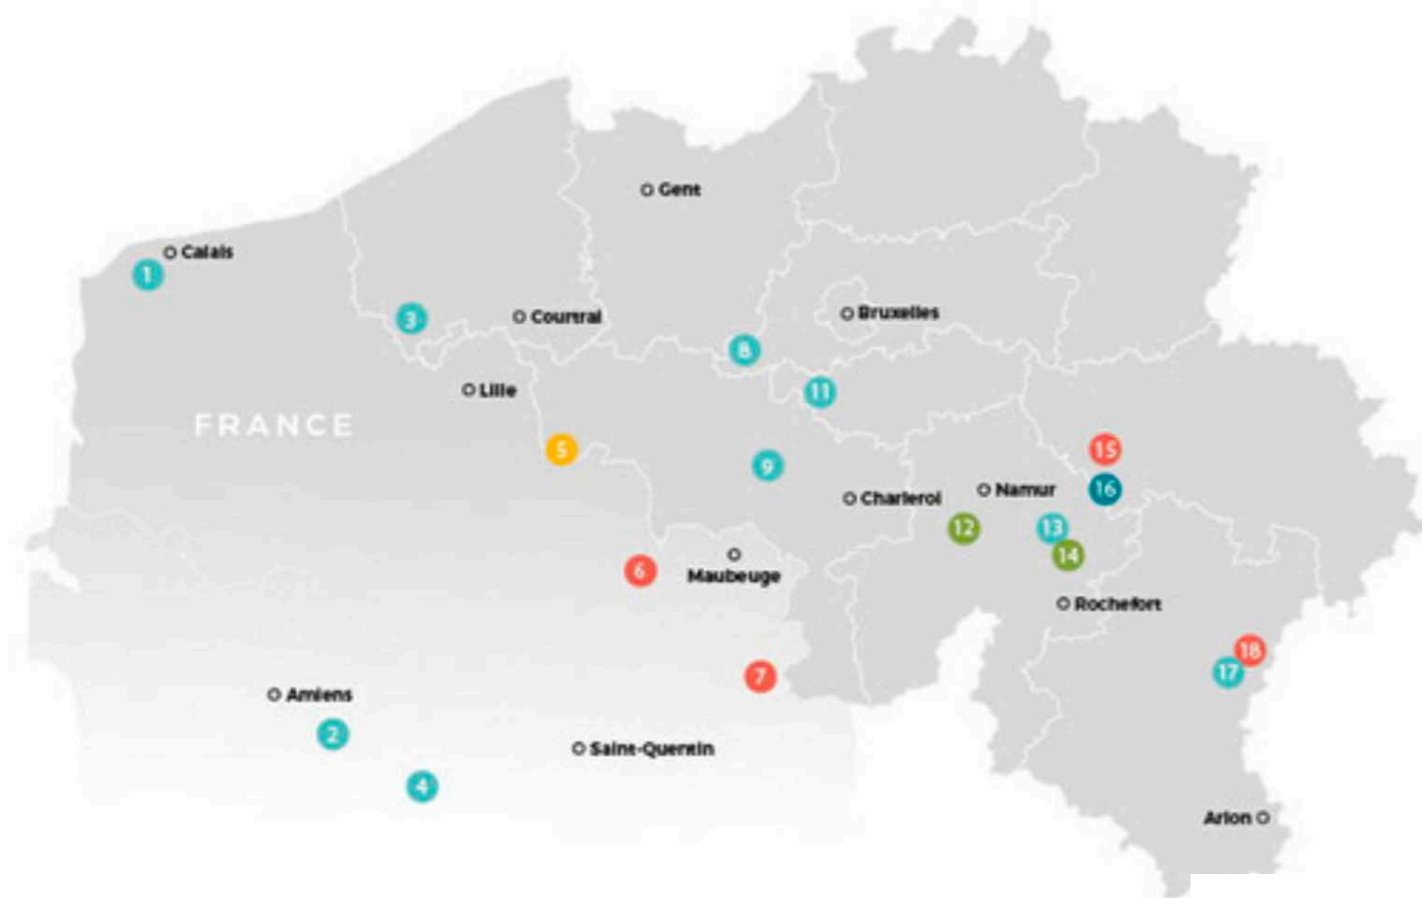 Gent
Calais
1
3
Courtrai
Bruxelles
8
11
Lille
FRANCE
5
9
15
Charleroi
Namur
16
12
13
14
6
Maubeuge
Rochefort
18
17
7
Amiens
2
Saint-Quentin
4
Arlon